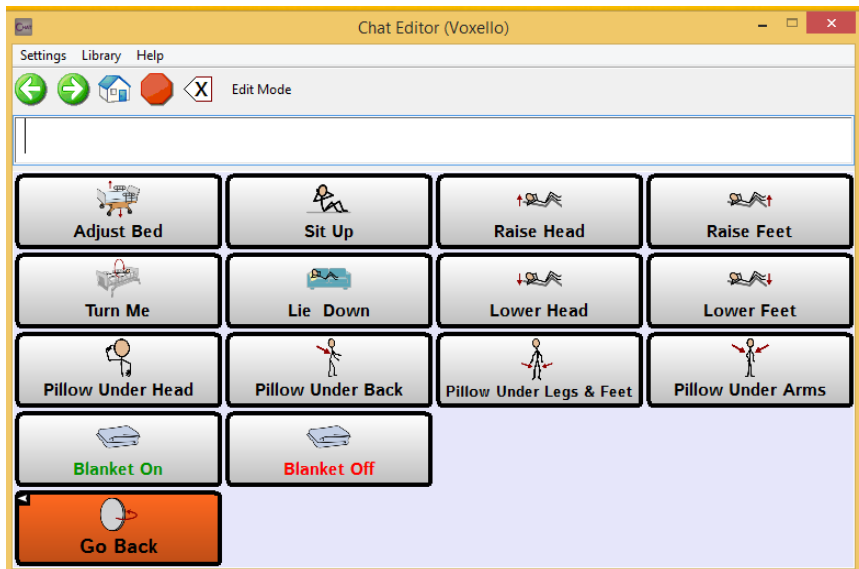 CHAT
Chat Editor (Voxello)
Settings Library Help
X Edit Mode
Adjust Bed
Sit Up
Raise Head
Raise Feet
Turn Me
Lie Down
Lower Head
Lower Feet
Pillow Under Head
Pillow Under Back
Pillow Under Legs & Feet
Pillow Under Arms
Blanket On
Blanket Off
Go Back